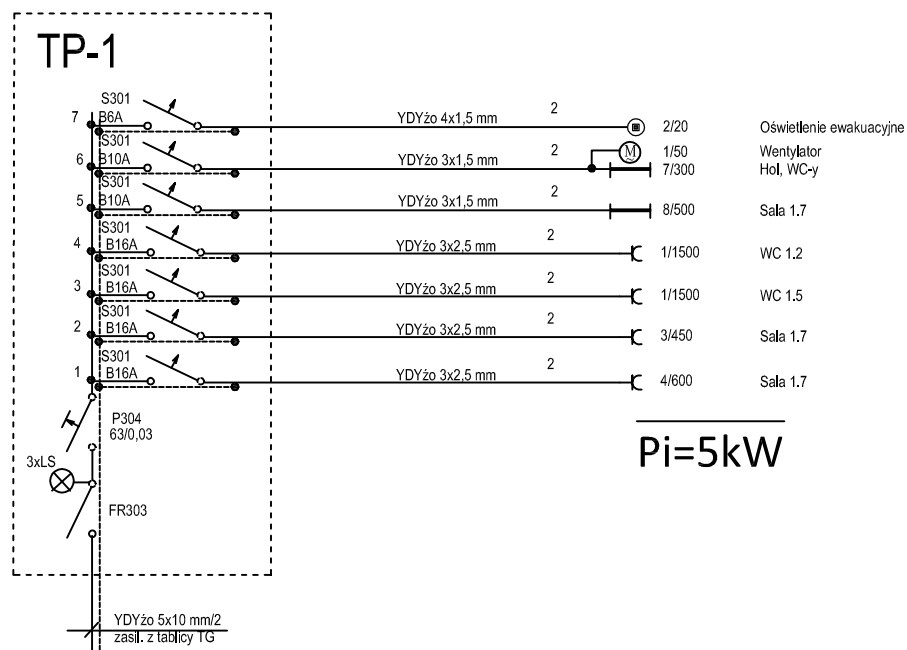 TP-1
S301
7 B6A YDYżo 4x1,5 mm 2 2/20 Oświetlenie ewakuacyjne
S301
M 1/50 Wentylator
6 B10A YDYżo 3x1,5 mm 2 7/300 Hol, WC-y
S301
5 B10A YDYżo 3x1,5 mm 2 8/500 Sala 1.7
S301
4 B16A YDYżo 3x2,5 mm 2 1/1500 WC 1.2
S301
3 B16A YDYżo 3x2,5 mm 2 1/1500 WC 1.5
S301
2 B16A YDYżo 3x2,5 mm 2 3/450 Sala 1.7
S301
1 B16A YDYżo 3x2,5 mm 2 4/600 Sala 1.7
P304
63/0,03
Pi=5kW
3xLS
FR303
YDYżo 5x10 mm/2
zasil. z tablicy TG